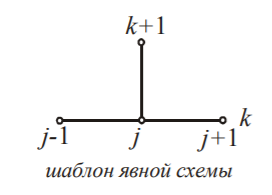 k+1
k
j-1 j j+1
шаблон явной схемы